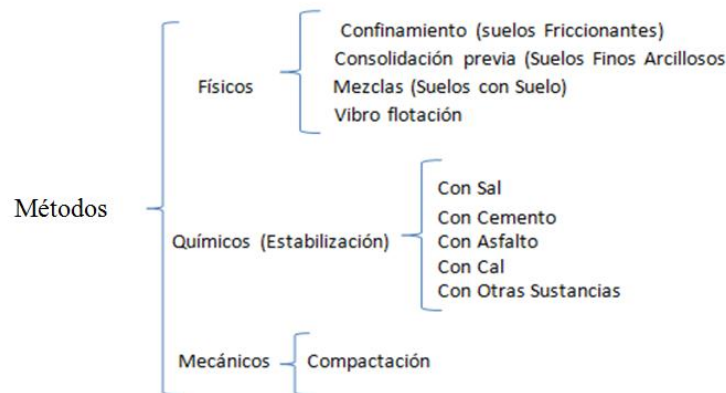 Métodos
Físicos
Confinamiento (suelos Friccionantes)
Consolidación previa (Suelos Finos Arcillosos
Mezclas (Suelos con Suelo)
Vibro flotación
Químicos (Estabilización)
Con Sal
Con Cemento
Con Asfalto
Con Cal
Con Otras Sustancias
Mecánicos
Compactación